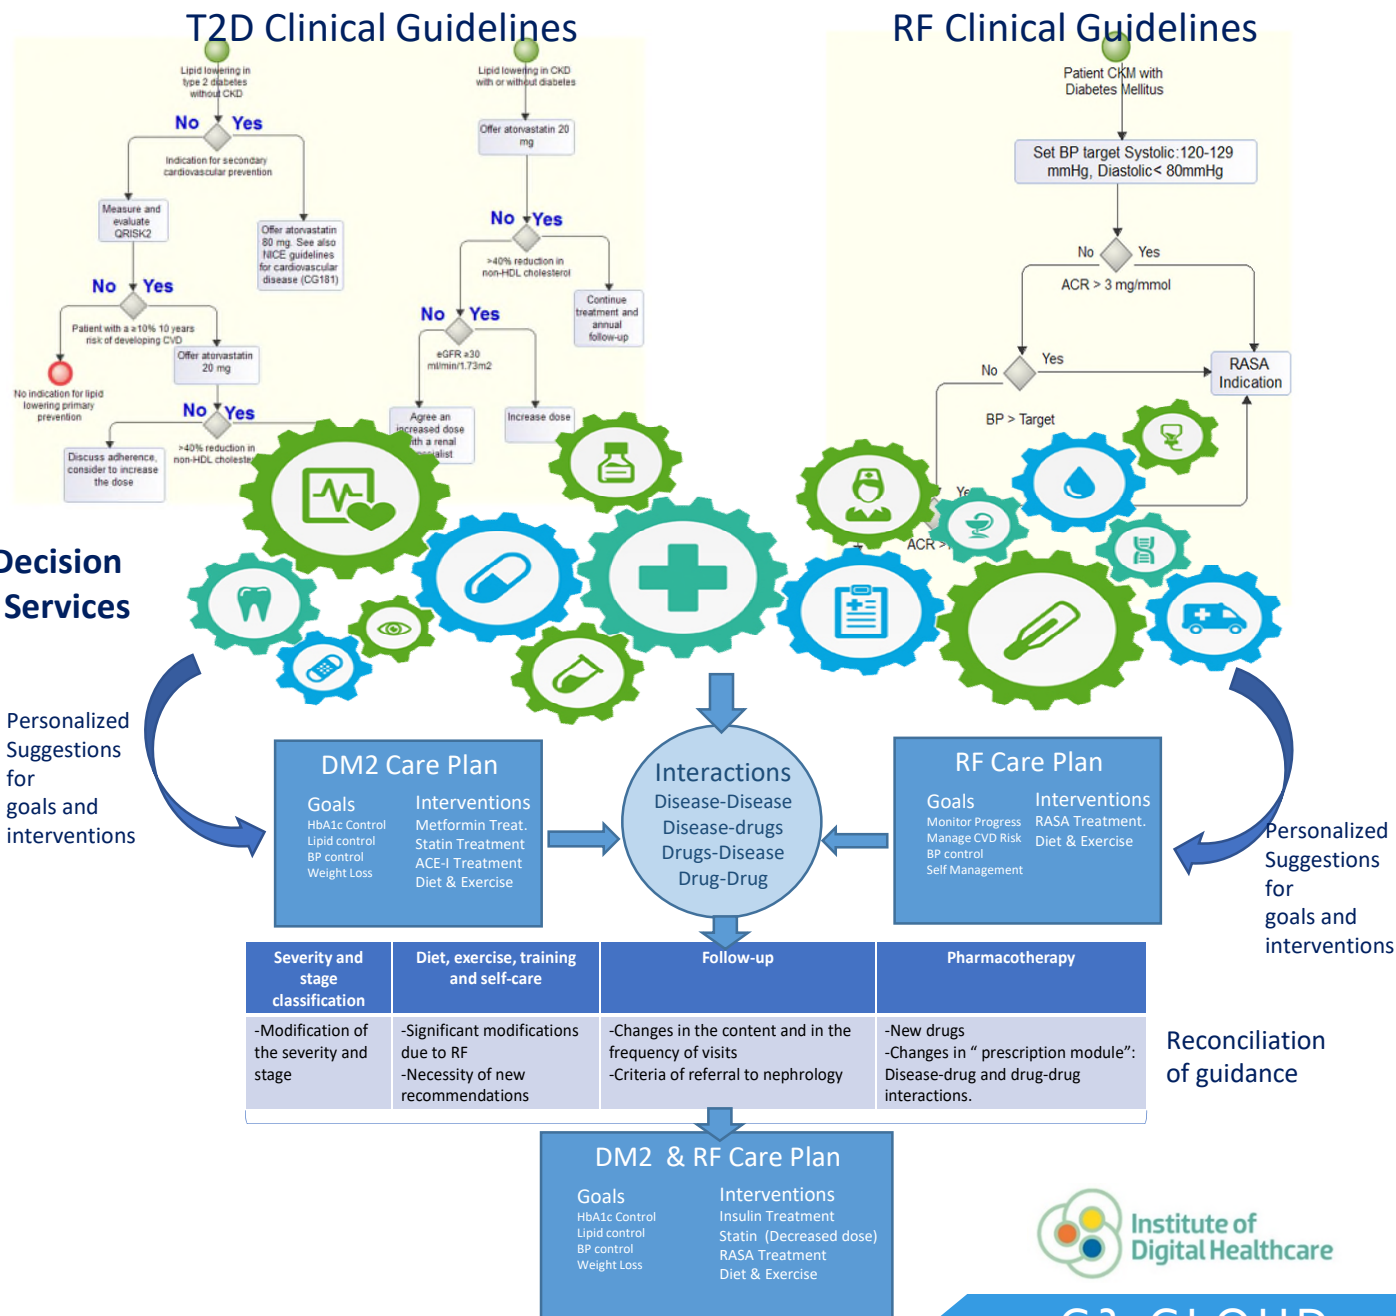 T2D Clinical Guidelines
RF Clinical Guidelines
Lipid lowering in
type 2 diabetes
without CKD
No Yes
Indication for secondary
cardiovascular prevention
Measure and
evaluate
QRISK2
Offer atorvastatin
80 mg. See also
NICE guidelines
for cardiovascular
disease (CG181)
No Yes
Patient with a ≥10% 10 years
risk of developing CVD
Offer atorvastatin
20 mg
No indication for lipid
lowering primary
prevention
No Yes
>40% reduction in
non-HDL
Discuss adherence,
consider to increase
the dose
Lipid lowering in CKD
with or without diabetes
Offer atorvastatin 20
mg
No Yes
>40% reduction in
non-HDL cholesterol
Continue
treatment and
annual
follow-up
No Yes
eGFR ≥30
ml/min/1.73m2
Agree an
increased dose
with a renal
Increase dose
Patient CKM with
Diabetes Mellitus
Set BP target Systolic:120-129
mmHg, Diastolic< 80mmHg
No Yes
ACR > 3 mg/mmol
No Yes
BP > Target
RASA
Indication
ACR >
Decision
Services
Personalized
Suggestions
for
goals and
interventions
DM2 Care Plan
Goals
HbA1c Control
Lipid control
BP control
Weight Loss
Interventions
Metformin Treat.
Statin Treatment
ACE-I Treatment
Diet & Exercise
Interactions
Disease-Disease
Disease-drugs
Drugs-Disease
Drug-Drug
RF Care Plan
Goals
Monitor Progress
Manage CVD Risk
BP control
Self Management
Interventions
RASA Treatment.
Diet & Exercise
Personalized
Suggestions
for
goals and
interventions
Severity and
stage
classification
Diet, exercise, training
and self-care
Follow-up
Pharmacotherapy
-Modification of
the severity and
stage
-Significant modifications
due to RF
-Necessity of new
recommendations
-Changes in the content and in the
frequency of visits
-Criteria of referral to nephrology
-New drugs
-Changes in “ prescription module”:
Disease-drug and drug-drug
interactions.
Reconciliation
of guidance
DM2 & RF Care Plan
Goals
HbA1c Control
Lipid control
BP control
Weight Loss
Interventions
Insulin Treatment
Statin (Decreased dose)
RASA Treatment
Diet & Exercise
Institute of
Digital Healthcare